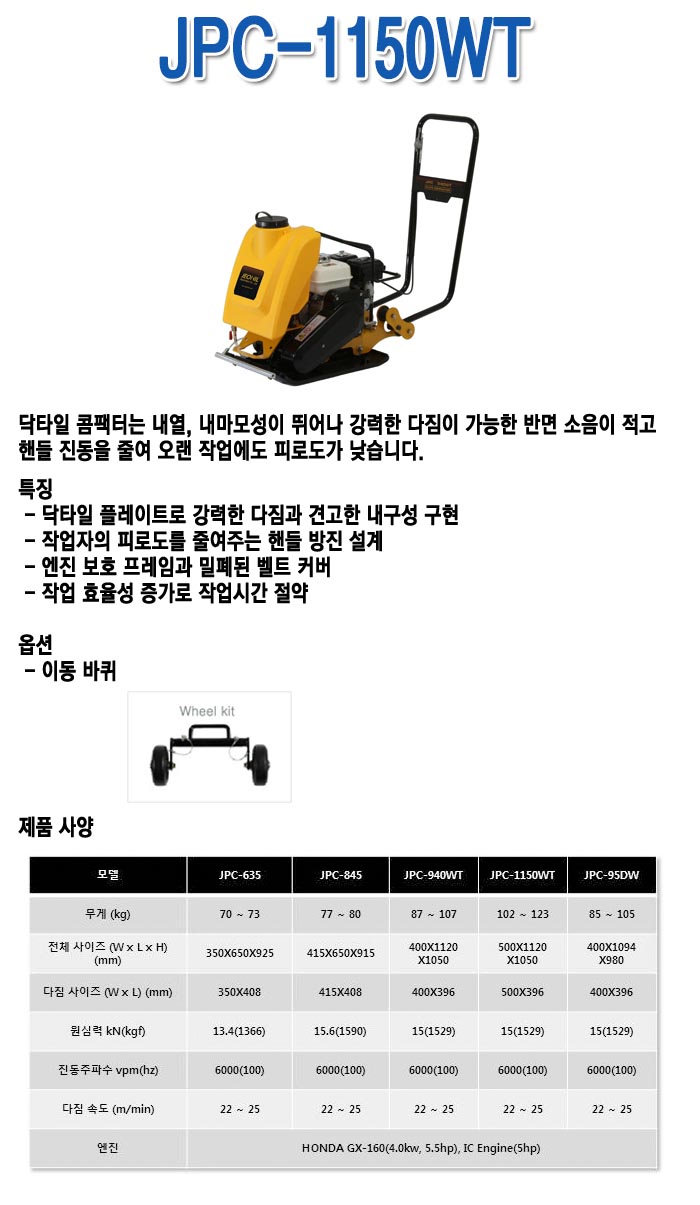 JPC-1150WT
닥타일 콤팩터는 내열, 내마모성이 뛰어나 강력한 다짐이 가능한 반면 소음이 적고
핸들 진동을 줄여 오랜 작업에도 피로도가 낮습니다.
특징
- 닥타일 플레이트로 강력한 다짐과 견고한 내구성 구현
- 작업자의 피로도를 줄여주는 핸들 방진 설계
- 엔진 보호 프레임과 밀폐된 벨트 커버
- 작업 효율성 증가로 작업시간 절약
옵션
- 이동 바퀴
Wheel kit
제품 사양
모델 JPC-635 JPC-845 JPC-940WT JPC-1150WT JPC-95DW
무게 (kg) 70 ~ 73 77 ~ 80 87 ~ 107 102 ~ 123 85 ~ 105
전체 사이즈 (W x L x H) (mm) 350X650X925 415X650X915 400X1120 X1050 500X1120 X1050 400X1094 X980
다짐 사이즈 (W x L) (mm) 350X408 415X408 400X396 500X396 400X396
원심력 kN(kgf) 13.4(1366) 15.6(1590) 15(1529) 15(1529) 15(1529)
진동주파수 vpm(hz) 6000(100) 6000(100) 6000(100) 6000(100) 6000(100)
다짐 속도 (m/min) 22 ~ 25 22 ~ 25 22 ~ 25 22 ~ 25 22 ~ 25
엔진 HONDA GX-160(4.0kw, 5.5hp), IC Engine(5hp)